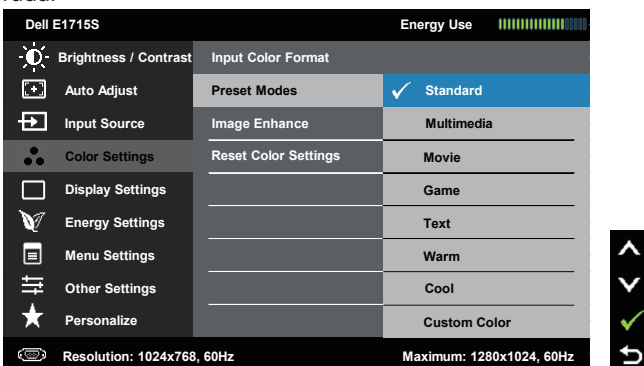 Dell E1715S Energy Use
Brightness / Contrast Input Color Format
Auto Adjust Preset Modes Standard
Input Source Image Enhance Multimedia
Color Settings Reset Color Settings Movie
Display Settings Game
Energy Settings Text
Menu Settings Warm
Other Settings Cool
Personalize Custom Color
Resolution: 1024x768, 60Hz Maximum: 1280x1024, 60Hz